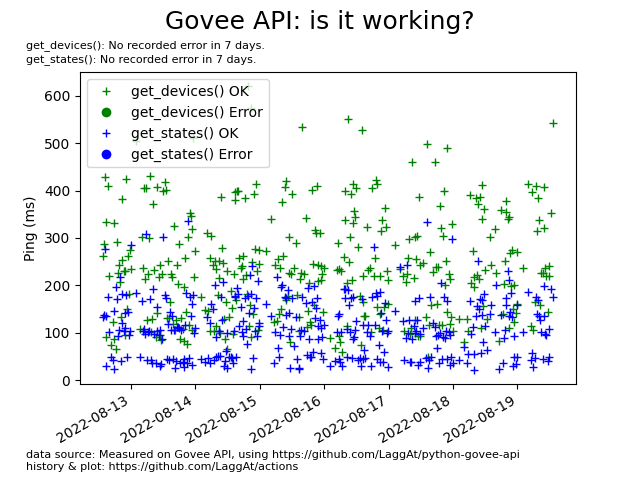 Govee API: is it working?
get_devices(): No recorded error in 7 days.
get_states(): No recorded error in 7 days.
get_devices() OK
get_devices() Error
get_states() OK
get_states() Error
Ping (ms)
600
500
400
300
200
100
0
2022-08-13
2022-08-14
2022-08-15
2022-08-16
2022-08-17
2022-08-18
2022-08-19
data source: Measured on Govee API, using https://github.com/LaggAt/python-govee-api
history & plot: https://github.com/LaggAt/actions